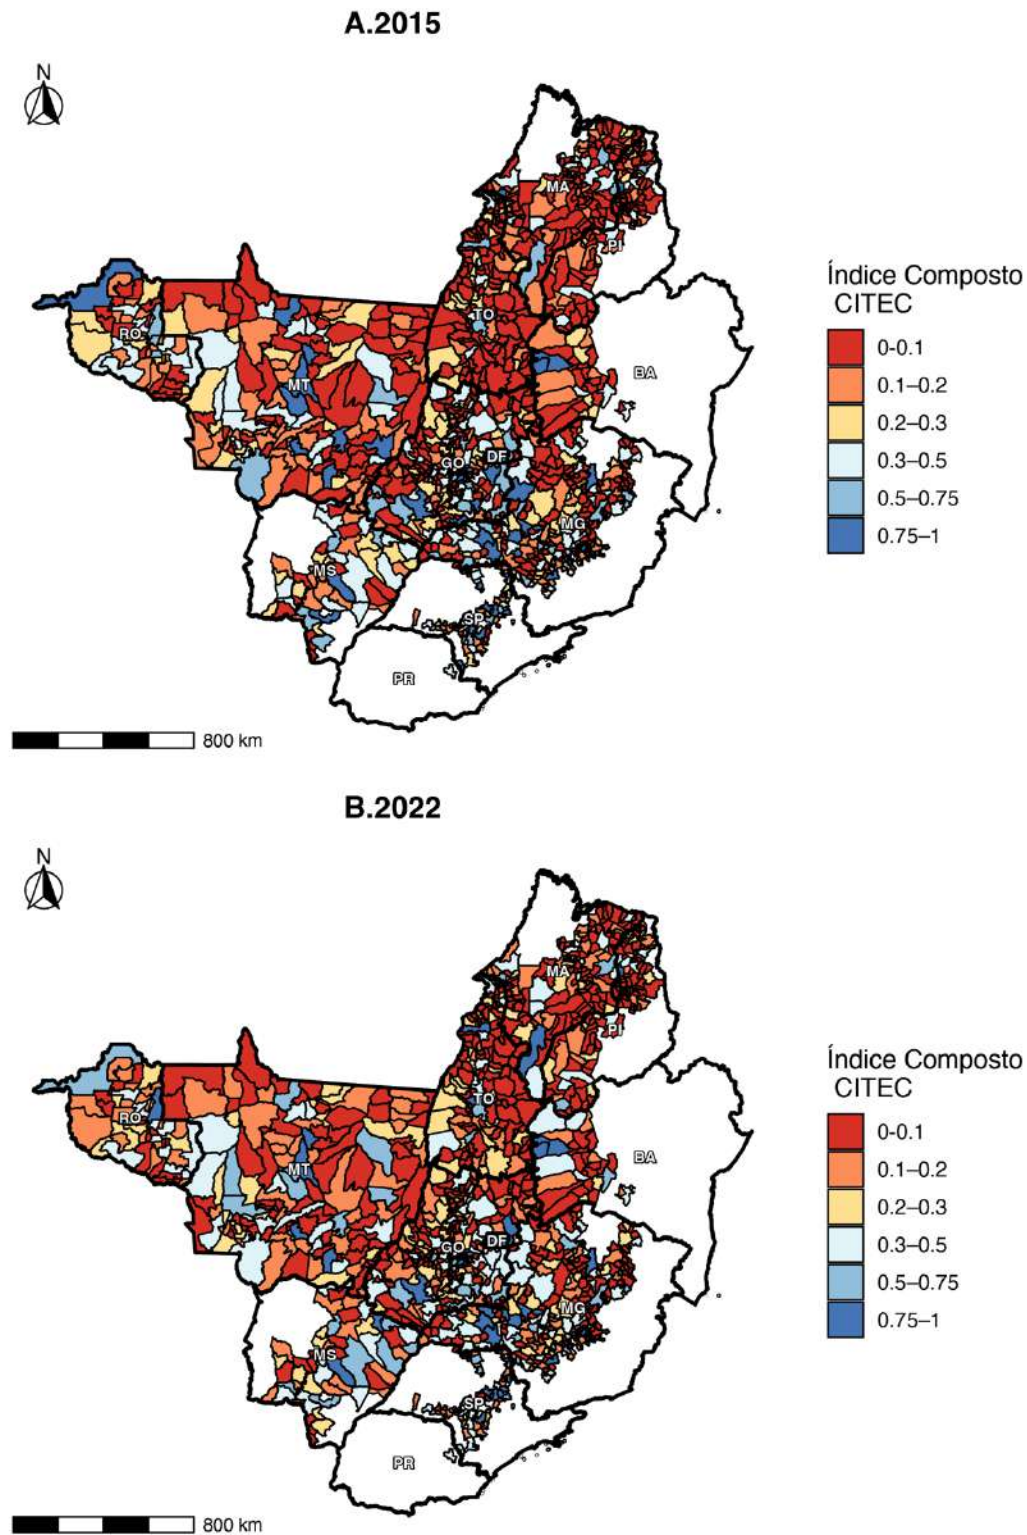 A.2015
N
MA
PI
Índice Composto
CITEC
0-0.1
0.1–0.2
0.2–0.3
0.3–0.5
0.5–0.75
0.75–1
TO
RO
BA
MT
GO
DF
MG
MS
SP
PR
800 km
B.2022
N
MA
PI
Índice Composto
CITEC
0-0.1
0.1–0.2
0.2–0.3
0.3–0.5
0.5–0.75
0.75–1
TO
RO
BA
MT
GO
DF
MG
MS
SP
PR
800 km